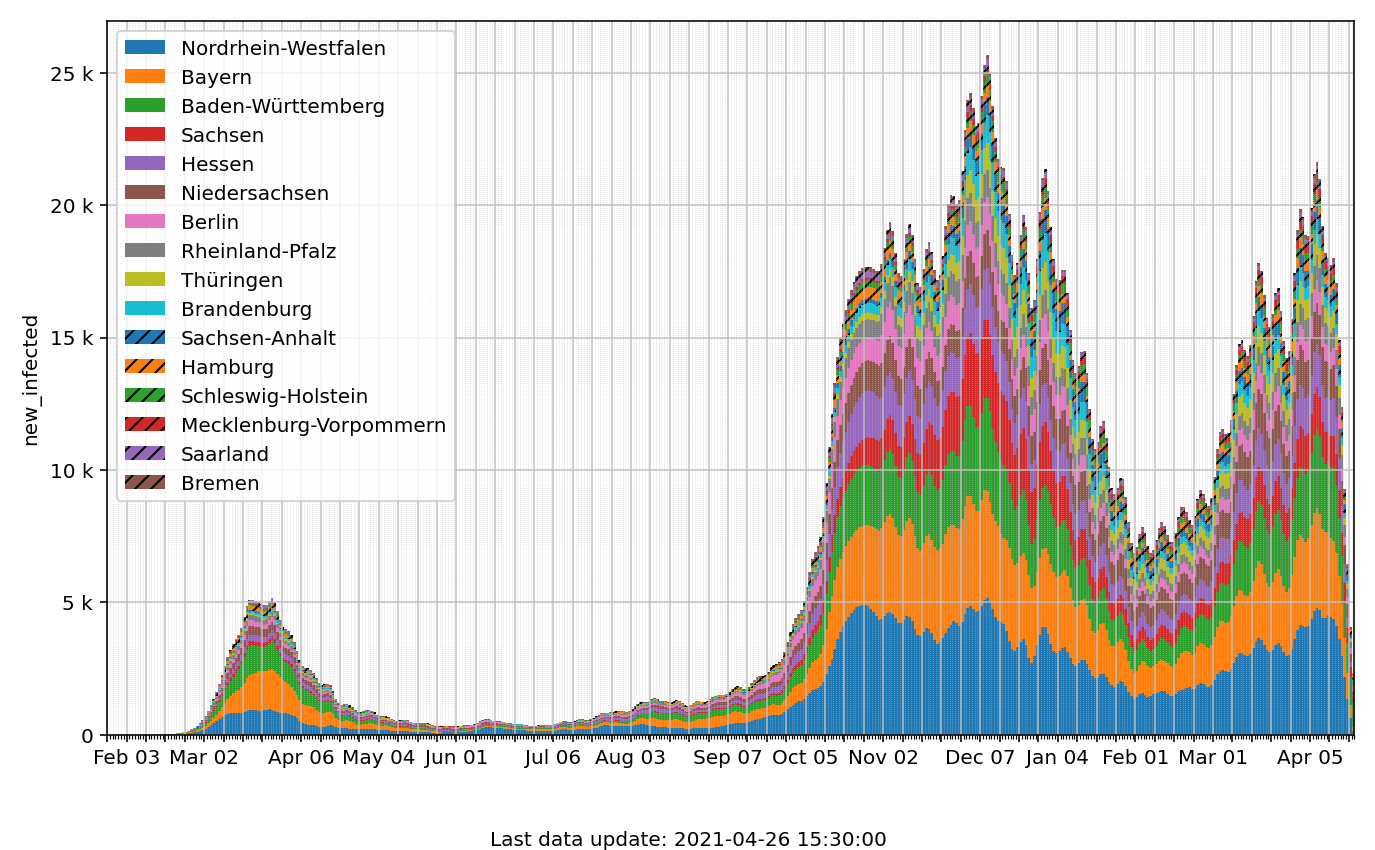 25 k
20 k
15 k
10 k
5 k
0
new_infected
Nordrhein-Westfalen
Bayern
Baden-Württemberg
Sachsen
Hessen
Niedersachsen
Berlin
Rheinland-Pfalz
Thüringen
Brandenburg
Sachsen-Anhalt
Hamburg
Schleswig-Holstein
Mecklenburg-Vorpommern
Saarland
Bremen
Feb 03 Mar 02 Apr 06 May 04 Jun 01 Jul 06 Aug 03 Sep 07 Oct 05 Nov 02 Dec 07 Jan 04 Feb 01 Mar 01 Apr 05
Last data update: 2021-04-26 15:30:00